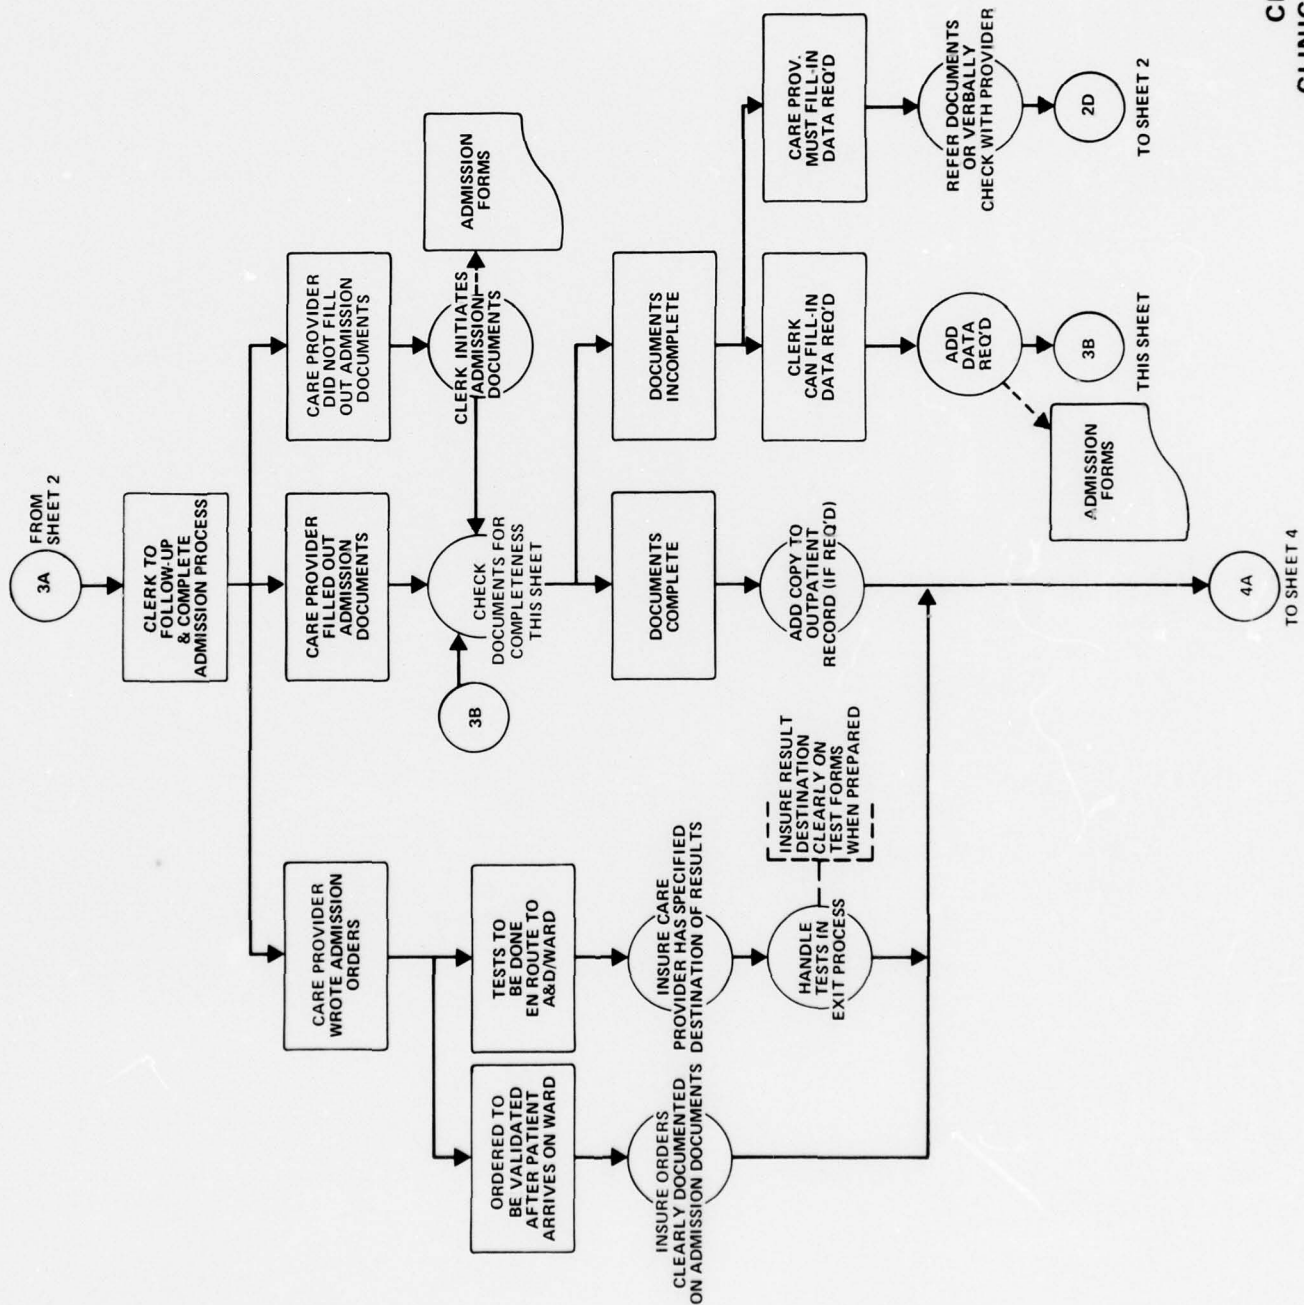 3A
FROM
SHEET 2
CLERK TO
FOLLOW-UP
& COMPLETE
ADMISSION PROCESS
CARE PROVIDER
WROTE ADMISSION
ORDERS
CARE PROVIDER
FILLED OUT
ADMISSION
DOCUMENTS
CARE PROVIDER
DID NOT FILL
OUT ADMISSION
DOCUMENTS
3B
CHECK
DOCUMENTS FOR
COMPLETENESS
THIS SHEET
CLERK INITIATES
ADMISSION
DOCUMENTS
ADMISSION
FORMS
ORDERED TO
BE VALIDATED
AFTER PATIENT
ARRIVES ON WARD
TESTS TO
BE DONE
EN ROUTE TO
A&D/WARD
DOCUMENTS
COMPLETE
DOCUMENTS
INCOMPLETE
INSURE ORDERS
CLEARLY DOCUMENTED
ON ADMISSION DOCUMENTS
INSURE CARE
PROVIDER HAS SPECIFIED
DESTINATION OF RESULTS
HANDLE
TESTS IN
EXIT PROCESS
INSURE RESULT
DESTINATION
CLEARLY ON
TEST FORMS
WHEN PREPARED
ADD COPY TO
OUTPATIENT
RECORD (IF REQ'D)
CLERK
CAN FILL-IN
DATA REQ'D
CARE PROV.
MUST FILL-IN
DATA REQ'D
ADD
DATA
REQ'D
REFER DOCUMENTS
OR VERBALLY
CHECK WITH PROVIDER
ADMISSION
FORMS
3B
THIS SHEET
2D
TO SHEET 2
4A
TO SHEET 4